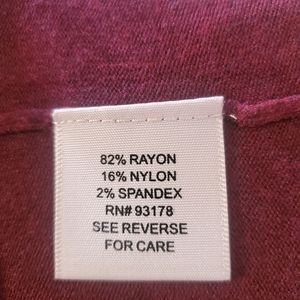 82% RAYON
16% NYLON
2% SPANDEX
RN# 93178
SEE REVERSE
FOR CARE